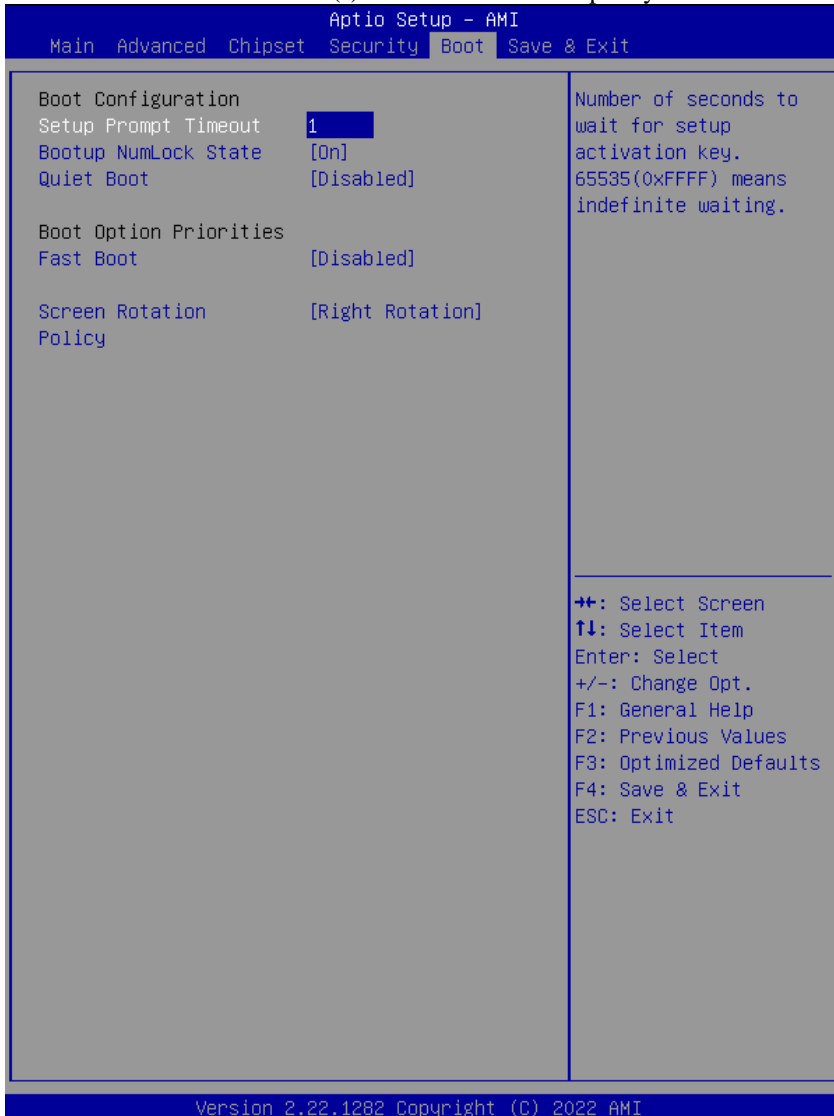 Aptio Setup – AMI
Main Advanced Chipset Security Boot Save & Exit
Boot Configuration
Setup Prompt Timeout 1
Bootup NumLock State [On]
Quiet Boot [Disabled]
Boot Option Priorities
Fast Boot [Disabled]
Screen Rotation [Right Rotation]
Policy
Number of seconds to
wait for setup
activation key.
65535(0xFFFF) means
indefinite waiting.
→←: Select Screen
↑↓: Select Item
Enter: Select
+/-: Change Opt.
F1: General Help
F2: Previous Values
F3: Optimized Defaults
F4: Save & Exit
ESC: Exit
Version 2.22.1282 Copyright (C) 2022 AMI